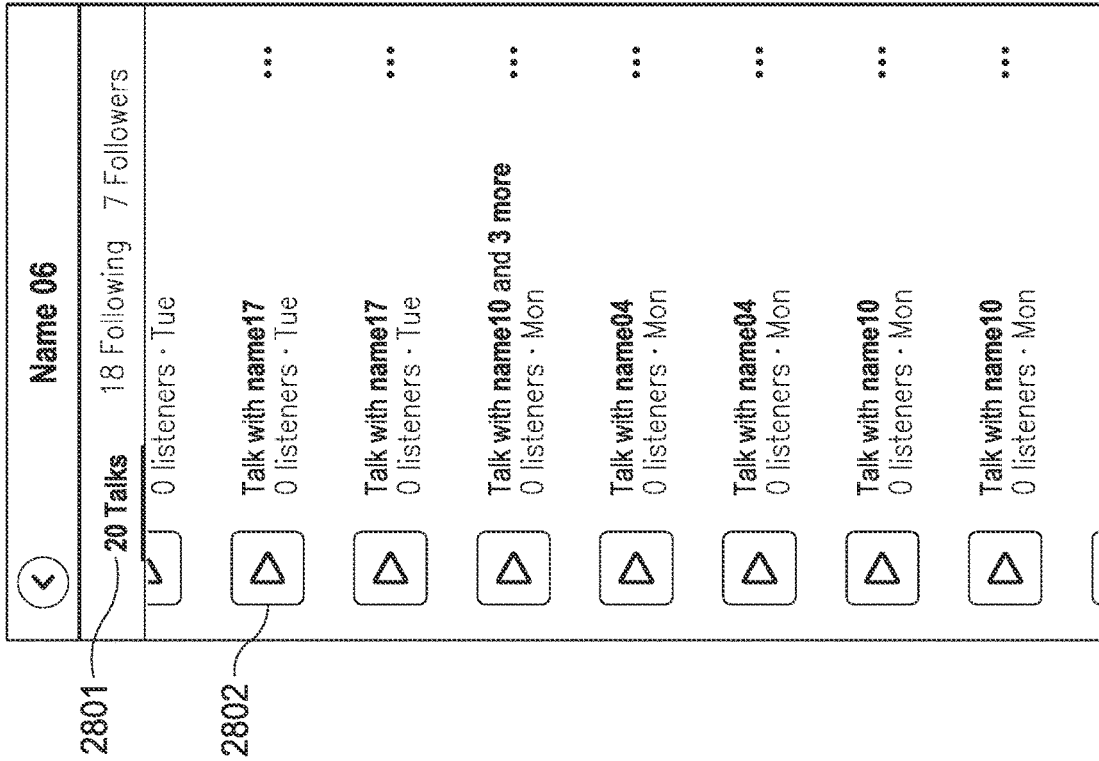 Name 06
2801
20 Talks 18 Following 7 Followers
0 listeners · Tue
2802
Talk with name17
0 listeners · Tue
Talk with name17
0 listeners · Tue
Talk with name10 and 3 more
0 listeners · Mon
Talk with name04
0 listeners · Mon
Talk with name04
0 listeners · Mon
Talk with name10
0 listeners · Mon
Talk with name10
0 listeners · Mon